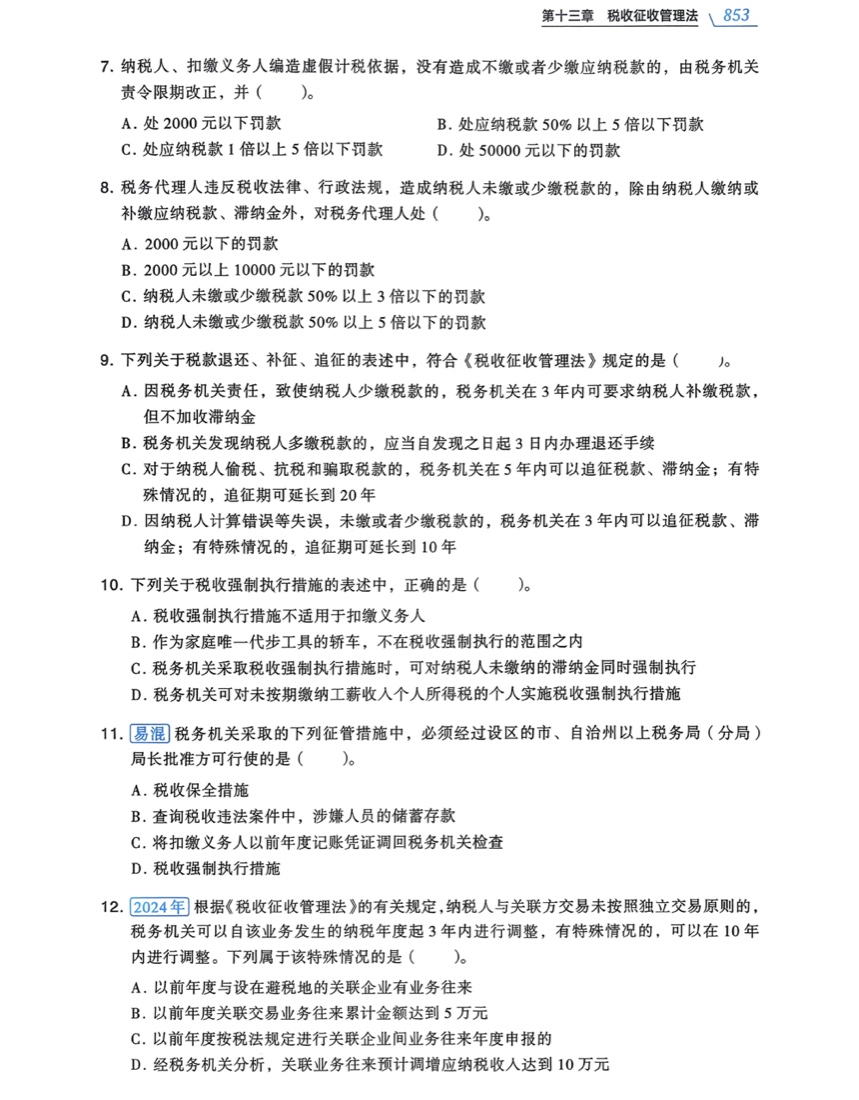 第十三章 税收征收管理法 853
7. 纳税人、扣缴义务人编造虚假计税依据，没有造成不缴或者少缴应纳税款的，由税务机关
责令限期改正，并（ ）。
A. 处 2000 元以下罚款 B. 处应纳税款 50% 以上 5 倍以下罚款
C. 处应纳税款 1 倍以上 5 倍以下罚款 D. 处 50000 元以下的罚款
8. 税务代理人违反税收法律、行政法规，造成纳税人未缴或少缴税款的，除由纳税人缴纳或
补缴应纳税款、滞纳金外，对税务代理人处（ ）。
A. 2000 元以下的罚款
B. 2000 元以上 10000 元以下的罚款
C. 纳税人未缴或少缴税款 50% 以上 3 倍以下的罚款
D. 纳税人未缴或少缴税款 50% 以上 5 倍以下的罚款
9. 下列关于税款退还、补征、追征的表述中，符合《税收征收管理法》规定的是（ ）。
A. 因税务机关责任，致使纳税人少缴税款的，税务机关在 3 年内可要求纳税人补缴税款，
但不加收滞纳金
B. 税务机关发现纳税人多缴税款的，应当自发现之日起 3 日内办理退还手续
C. 对于纳税人偷税、抗税和骗取税款的，税务机关在 5 年内可以追征税款、滞纳金；有特
殊情况的，追征期可延长到 20 年
D. 因纳税人计算错误等失误，未缴或者少缴税款的，税务机关在 3 年内可以追征税款、滞
纳金；有特殊情况的，追征期可延长到 10 年
10. 下列关于税收强制执行措施的表述中，正确的是（ ）。
A. 税收强制执行措施不适用于扣缴义务人
B. 作为家庭唯一代步工具的轿车，不在税收强制执行的范围之内
C. 税务机关采取税收强制执行措施时，可对纳税人未缴纳的滞纳金同时强制执行
D. 税务机关可对未按期缴纳工薪收入个人所得税的个人实施税收强制执行措施
11. 易混 税务机关采取的下列征管措施中，必须经过设区的市、自治州以上税务局（分局）
局长批准方可行使的是（ ）。
A. 税收保全措施
B. 查询税收违法案件中，涉嫌人员的储蓄存款
C. 将扣缴义务人以前年度记账凭证调回税务机关检查
D. 税收强制执行措施
12. 2024 年 根据《税收征收管理法》的有关规定，纳税人与关联方交易未按照独立交易原则的，
税务机关可以自该业务发生的纳税年度起 3 年内进行调整，有特殊情况的，可以在 10 年
内进行调整。下列属于该特殊情况的是（ ）。
A. 以前年度与设在避税地的关联企业有业务往来
B. 以前年度关联交易业务往来累计金额达到 5 万元
C. 以前年度按税法规定进行关联企业间业务往来年度申报的
D. 经税务机关分析，关联业务往来预计调增应纳税收入达到 10 万元